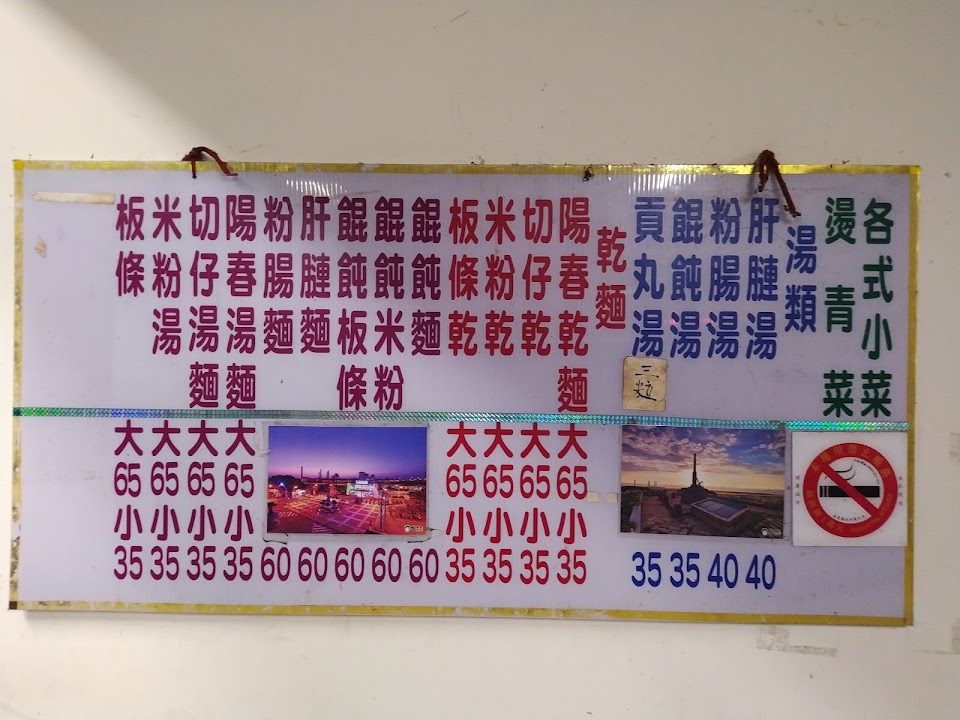 各式小菜
燙青菜
湯類
肝腱湯 40
粉腸湯 40
餛飩湯 35
貢丸湯 35
乾麵
陽春乾麵 大65小35
切仔乾 大65小35
米粉乾 大65小35
板條乾 大65小35
餛飩麵 60
餛飩米粉 60
餛飩板條 60
肝腱麵 60
粉腸麵 60
陽春湯麵 大65小35
切仔湯麵 大65小35
米粉湯 大65小35
板條 大65小35